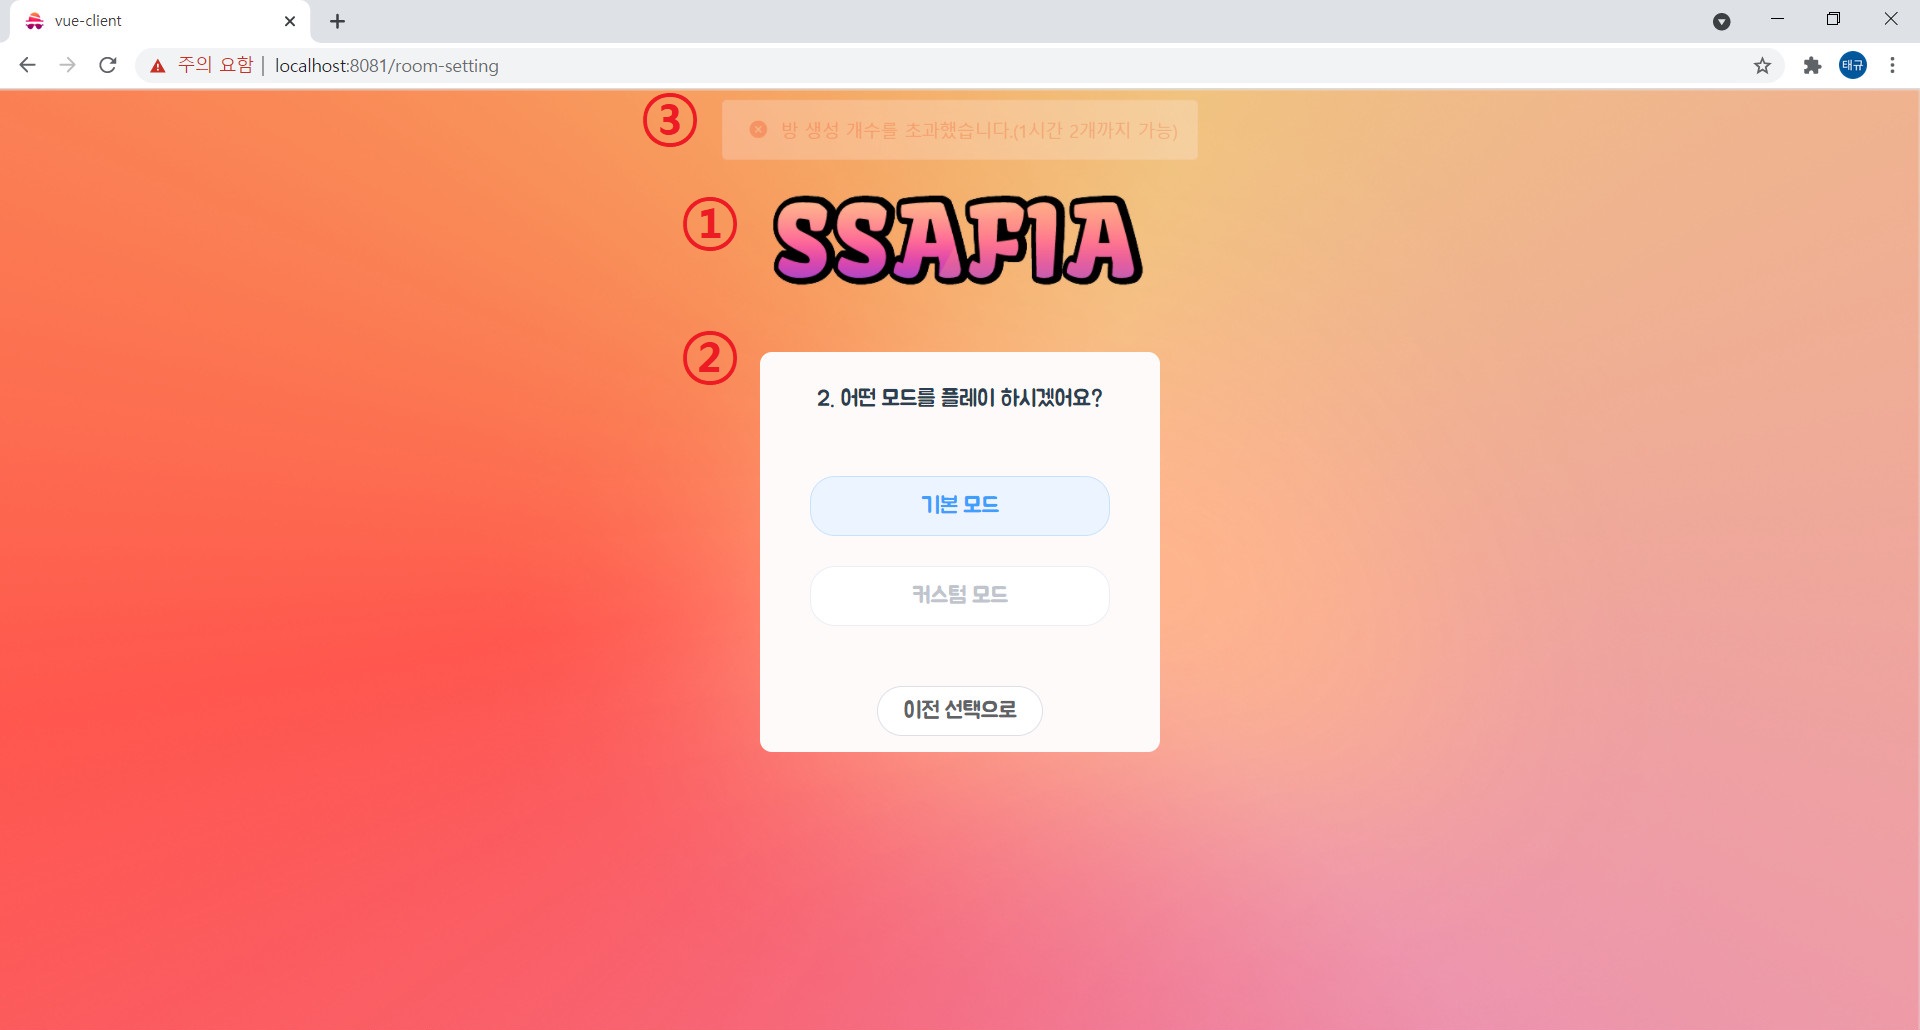 vue-client
주의 요함 | localhost:8081/room-setting
태규
③ 방 생성 개수를 초과했습니다.(1시간 2개까지 가능)
① SSAFIA
②
2. 어떤 모드를 플레이 하시겠어요?
기본 모드
커스텀 모드
이전 선택으로